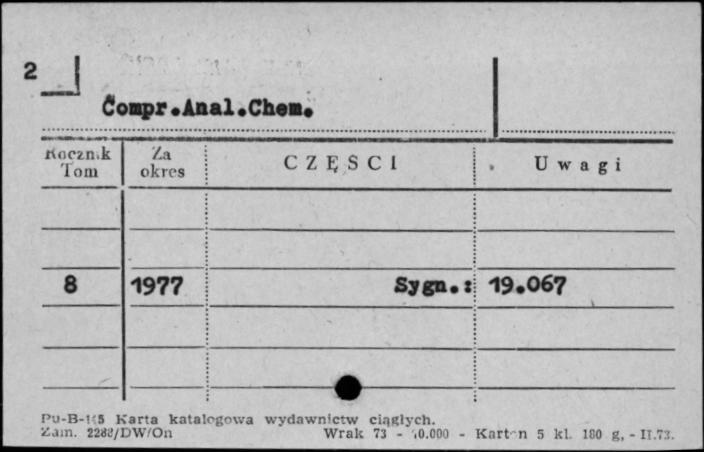 2
Compr.Anal.Chem.
Rocznik Tom
Za okres
CZĘŚCI
Uwagi
8 1977 Sygn.: 19.067
Karta katalogowa wydawnictw ciągłych.
Zam. 2288/DW/On Wrak 73 - Karton 5 kl. 180 g, - II.73.